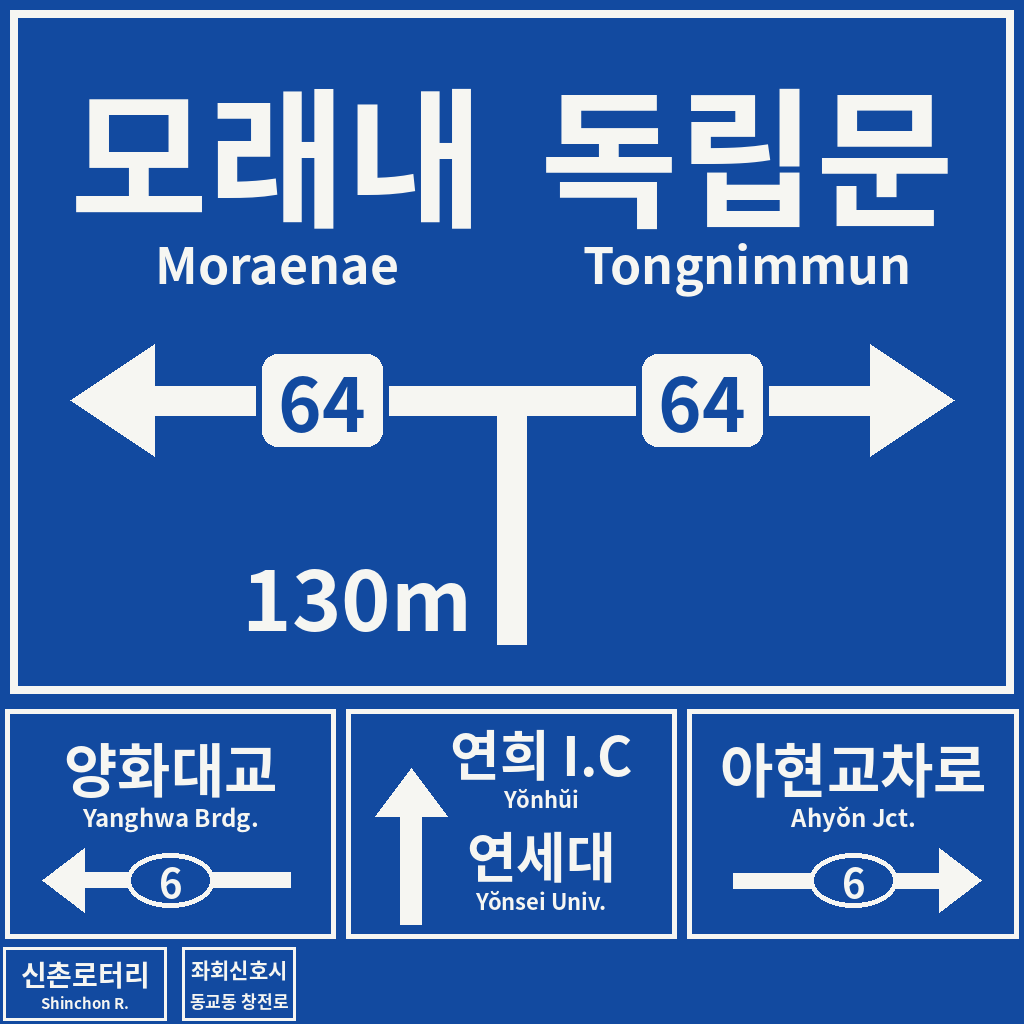 모래내 독립문
Moraenae Tongnimmun
64 64
130m
양화대교
Yanghwa Brdg.
6
연희 I.C
Yŏnhŭi
연세대
Yŏnsei Univ.
아현교차로
Ahyŏn Jct.
6
신촌로터리
Shinchon R.
좌회신호시
동교동 창전로